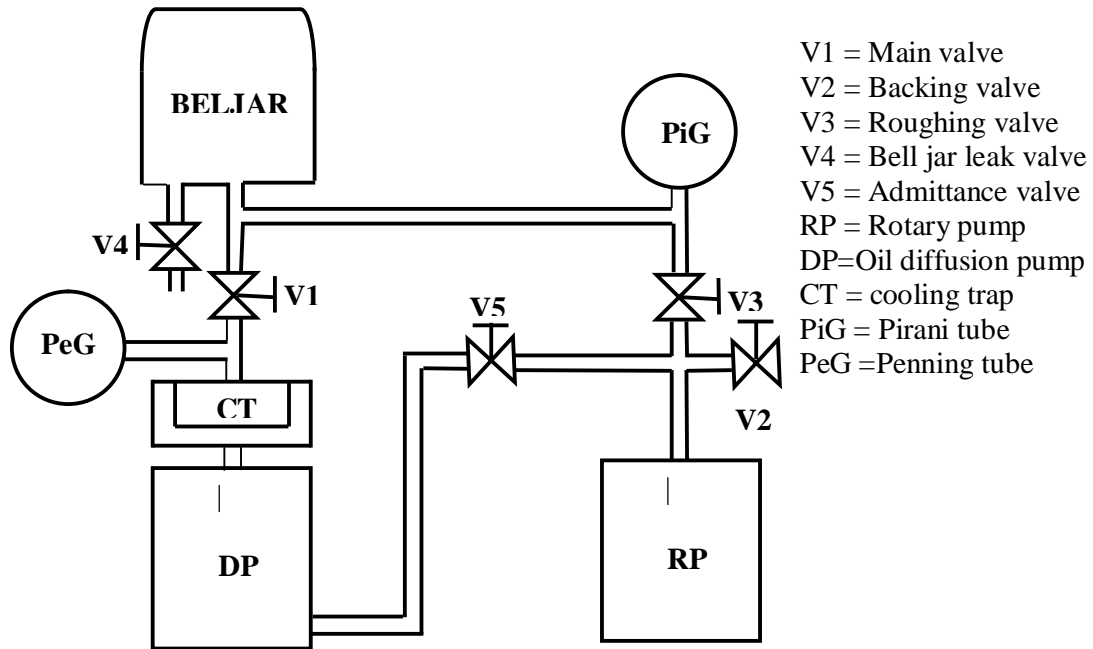 BELJAR
PiG
V4
V1
V3
V5
V3
PeG
CT
V2
DP
RP
V1 = Main valve
V2 = Backing valve
V3 = Roughing valve
V4 = Bell jar leak valve
V5 = Admittance valve
RP = Rotary pump
DP=Oil diffusion pump
CT = cooling trap
PiG = Pirani tube
PeG =Penning tube